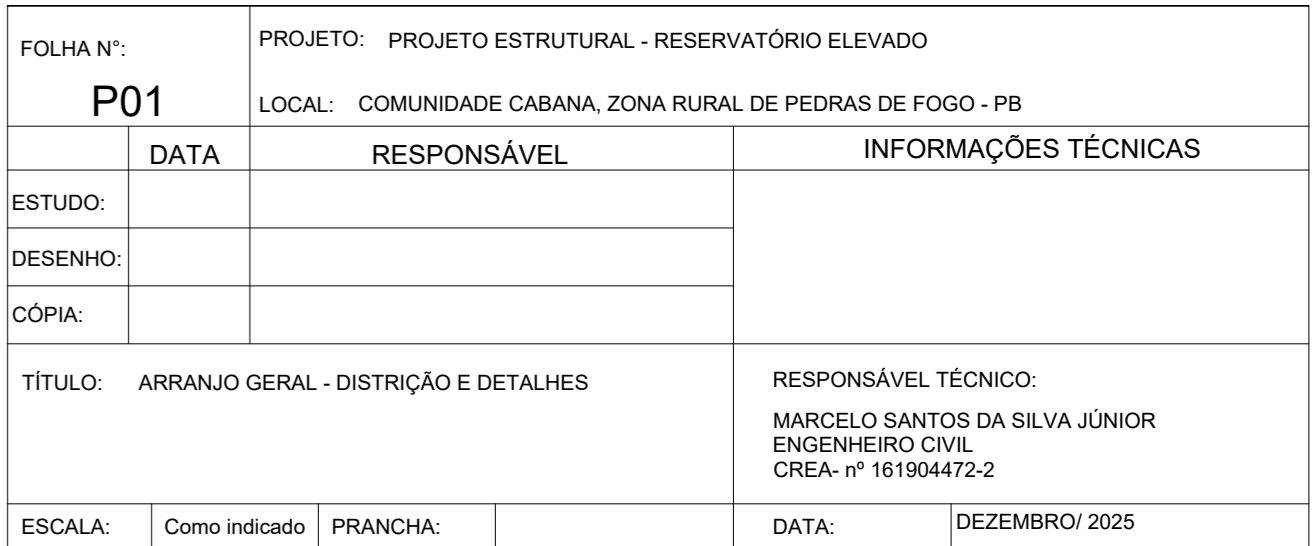 FOLHA N°:
P01
PROJETO: PROJETO ESTRUTURAL - RESERVATÓRIO ELEVADO
LOCAL: COMUNIDADE CABANA, ZONA RURAL DE PEDRAS DE FOGO - PB
DATA RESPONSÁVEL INFORMAÇÕES TÉCNICAS
ESTUDO:
DESENHO:
CÓPIA:
TÍTULO: ARRANJO GERAL - DISTRIÇÃO E DETALHES
RESPONSÁVEL TÉCNICO:
MARCELO SANTOS DA SILVA JÚNIOR
ENGENHEIRO CIVIL
CREA- nº 161904472-2
ESCALA: Como indicado PRANCHA: DATA: DEZEMBRO/ 2025